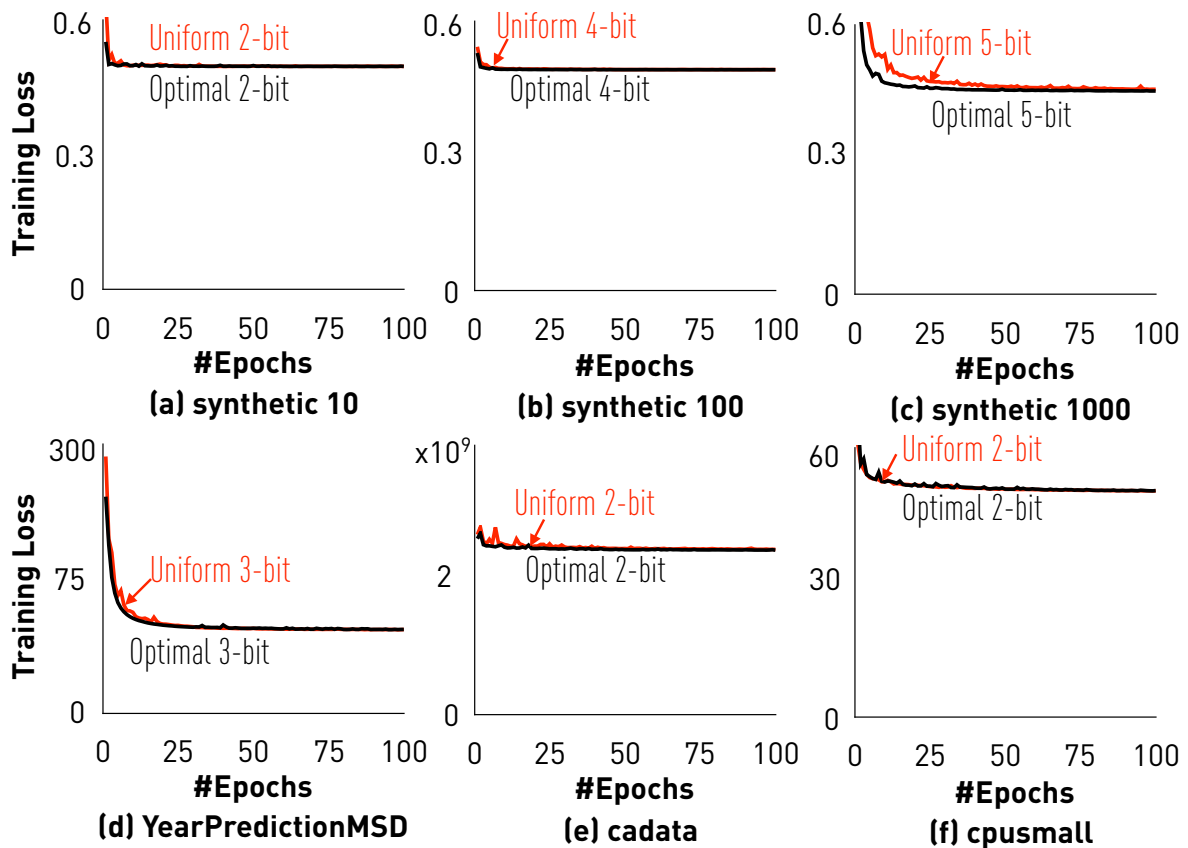 0.6
Uniform 2-bit
Optimal 2-bit
0.3
0
Training Loss
0 25 50 75 100
#Epochs
(a) synthetic 10
0.6
Uniform 4-bit
Optimal 4-bit
0.3
0
0 25 50 75 100
#Epochs
(b) synthetic 100
0.6
Uniform 5-bit
Optimal 5-bit
0.3
0
0 25 50 75 100
#Epochs
(c) synthetic 1000
300
Uniform 3-bit
75
Optimal 3-bit
0
Training Loss
0 25 50 75 100
#Epochs
(d) YearPredictionMSD
x10⁹
Uniform 2-bit
2
Optimal 2-bit
0
0 25 50 75 100
#Epochs
(e) cadata
60
Uniform 2-bit
Optimal 2-bit
30
0
0 25 50 75 100
#Epochs
(f) cpusmall